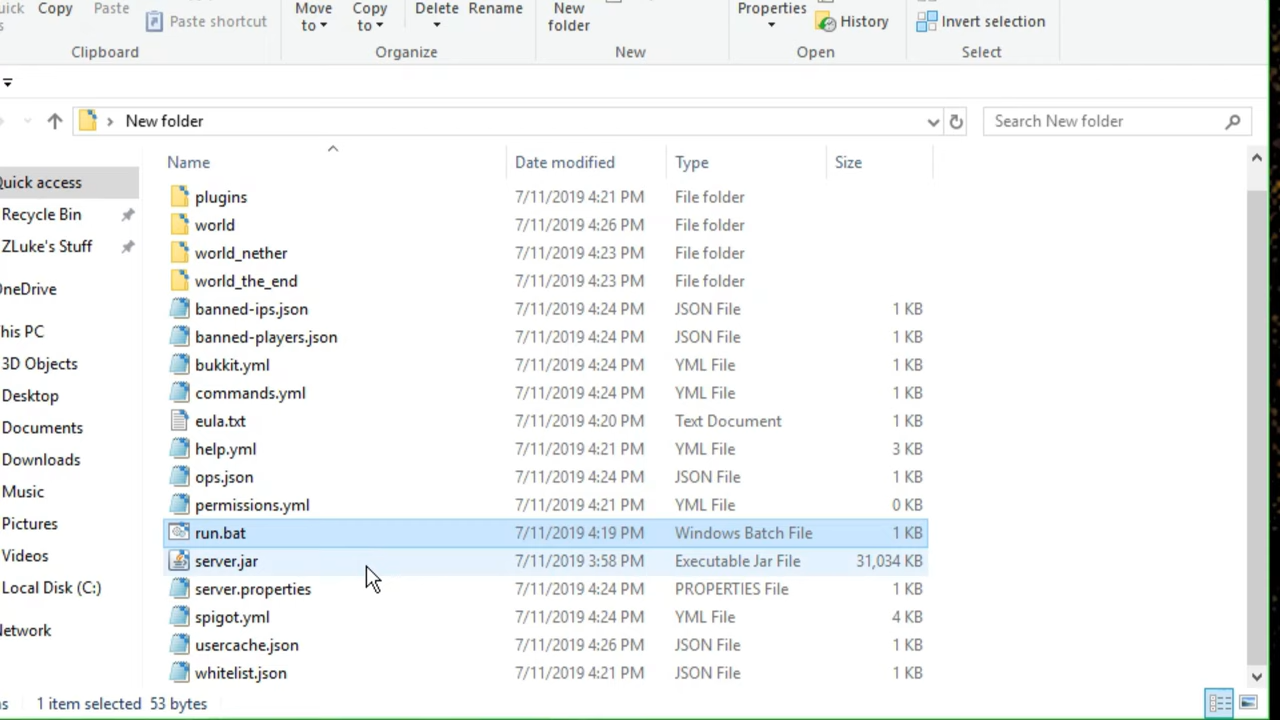 Copy Paste Paste shortcut Move to Copy to Delete Rename New folder Properties History Invert selection
Clipboard Organize New Open Select
New folder Search New folder
Name Date modified Type Size
Quick access
Recycle Bin
ZLuke's Stuff
OneDrive
This PC
3D Objects
Desktop
Documents
Downloads
Music
Pictures
Videos
Local Disk (C:)
Network
plugins 7/11/2019 4:21 PM File folder
world 7/11/2019 4:26 PM File folder
world_nether 7/11/2019 4:23 PM File folder
world_the_end 7/11/2019 4:23 PM File folder
banned-ips.json 7/11/2019 4:24 PM JSON File 1 KB
banned-players.json 7/11/2019 4:24 PM JSON File 1 KB
bukkit.yml 7/11/2019 4:24 PM YML File 1 KB
commands.yml 7/11/2019 4:24 PM YML File 1 KB
eula.txt 7/11/2019 4:20 PM Text Document 1 KB
help.yml 7/11/2019 4:21 PM YML File 3 KB
ops.json 7/11/2019 4:24 PM JSON File 1 KB
permissions.yml 7/11/2019 4:21 PM YML File 0 KB
run.bat 7/11/2019 4:19 PM Windows Batch File 1 KB
server.jar 7/11/2019 3:58 PM Executable Jar File 31,034 KB
server.properties 7/11/2019 4:24 PM PROPERTIES File 1 KB
spigot.yml 7/11/2019 4:24 PM YML File 4 KB
usercache.json 7/11/2019 4:26 PM JSON File 1 KB
whitelist.json 7/11/2019 4:21 PM JSON File 1 KB
1 item selected 53 bytes